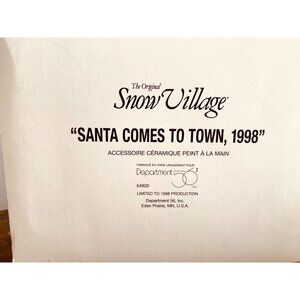 The Original
Snow Village
"SANTA COMES TO TOWN, 1998"
ACCESSOIRE CÉRAMIQUE PEINT À LA MAIN
FABRIQUÉ EN CHINE UNIQUEMENT POUR
Department 56
54920
LIMITED TO 1998 PRODUCTION
Department 56, Inc.
Eden Prairie, MN, U.S.A.